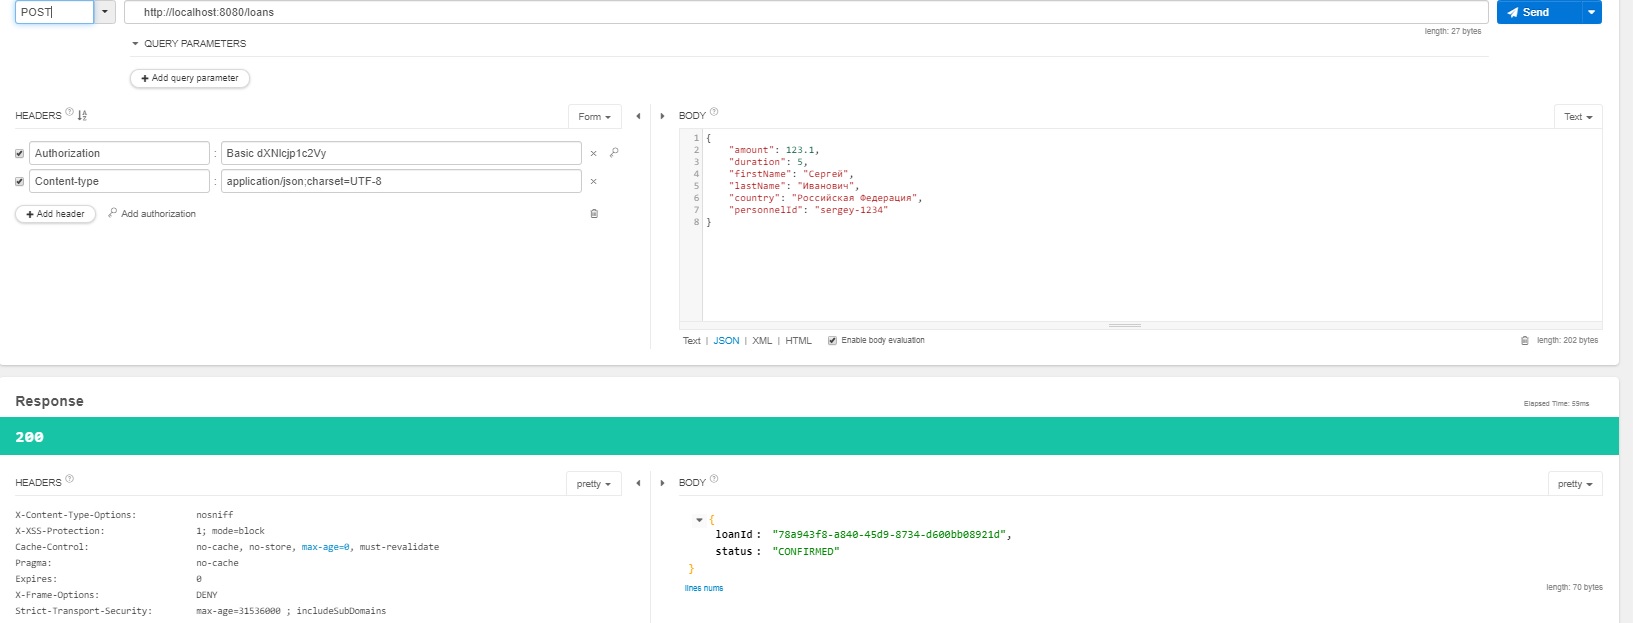 POST http://localhost:8080/loans Send
length: 27 bytes
QUERY PARAMETERS
+ Add query parameter
HEADERS ? Form
Authorization : Basic dXNlcjp1c2Vy ×
Content-type : application/json;charset=UTF-8 ×
+ Add header Add authorization
BODY ? Text
1 {
2 "amount": 123.1,
3 "duration": 5,
4 "firstName": "Сергей",
5 "lastName": "Иванович",
6 "country": "Российская Федерация",
7 "personnelId": "sergey-1234"
8 }
Text | JSON | XML | HTML Enable body evaluation length: 202 bytes
Response Elapsed Time: 55ms
200
HEADERS ? pretty
X-Content-Type-Options: nosniff
X-XSS-Protection: 1; mode=block
Cache-Control: no-cache, no-store, max-age=0, must-revalidate
Pragma: no-cache
Expires: 0
X-Frame-Options: DENY
Strict-Transport-Security: max-age=31536000 ; includeSubDomains
BODY ? pretty
{
loanId : "78a943f8-a840-45d9-8734-d600bb08921d",
status : "CONFIRMED"
}
lines nums length: 70 bytes